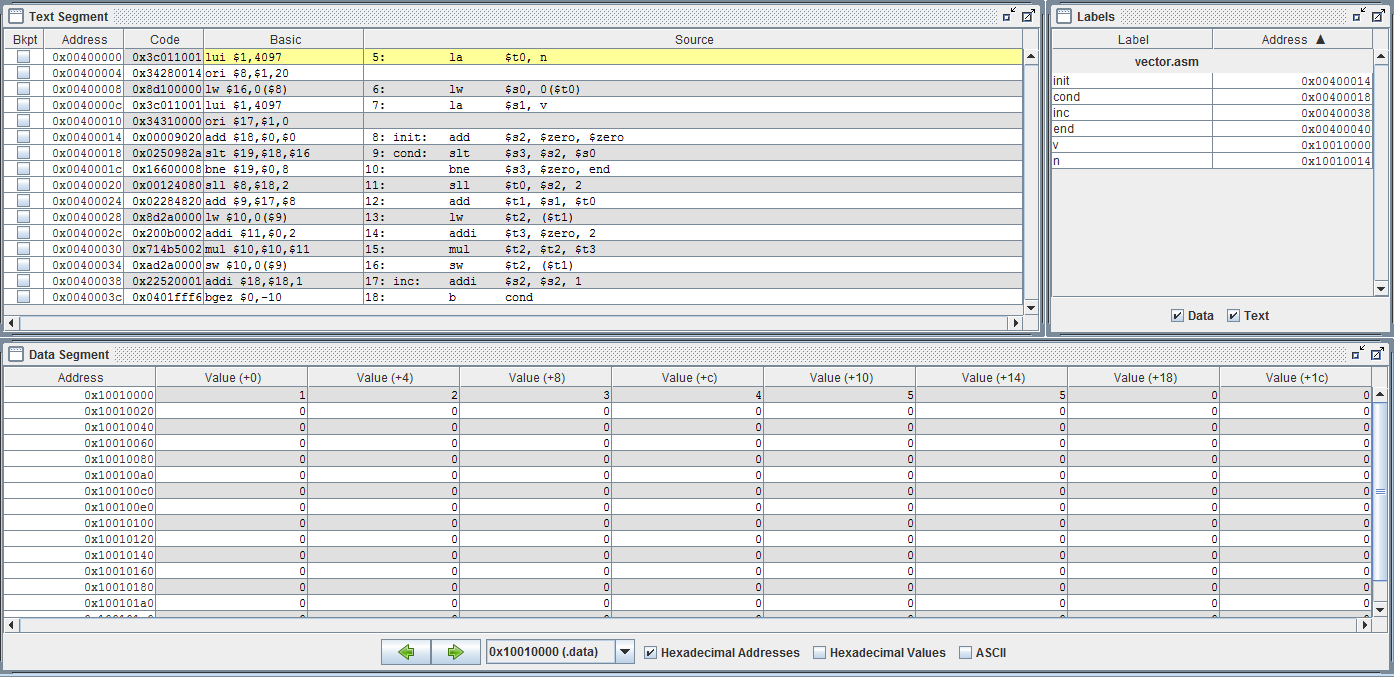 Text Segment
Bkpt Address Code Basic Source
0x00400000 0x3c011001 lui $1,4097 5: la $t0, n
0x00400004 0x34280014 ori $8,$1,20
0x00400008 0x8d100000 lw $16,0($8) 6: lw $s0, 0($t0)
0x0040000c 0x3c011001 lui $1,4097 7: la $s1, v
0x00400010 0x34310000 ori $17,$1,0
0x00400014 0x00009020 add $18,$0,$0 8: init: add $s2, $zero, $zero
0x00400018 0x0250982a slt $19,$18,$16 9: cond: slt $s3, $s2, $s0
0x0040001c 0x16600008 bne $19,$0,8 10: bne $s3, $zero, end
0x00400020 0x00124080 sll $8,$18,2 11: sll $t0, $s2, 2
0x00400024 0x02284820 add $9,$17,$8 12: add $t1, $s1, $t0
0x00400028 0x8d2a0000 lw $10,0($9) 13: lw $t2, ($t1)
0x0040002c 0x200b0002 addi $11,$0,2 14: addi $t3, $zero, 2
0x00400030 0x714b5002 mul $10,$10,$11 15: mul $t2, $t2, $t3
0x00400034 0xad2a0000 sw $10,0($9) 16: sw $t2, ($t1)
0x00400038 0x22520001 addi $18,$18,1 17: inc: addi $s2, $s2, 1
0x0040003c 0x0401fff6 bgez $0,-10 18: b cond
Labels
Label Address ▲
vector.asm
init 0x00400014
cond 0x00400018
inc 0x00400038
end 0x00400040
v 0x10010000
n 0x10010014
Data Text
Data Segment
Address Value (+0) Value (+4) Value (+8) Value (+c) Value (+10) Value (+14) Value (+18) Value (+1c)
0x10010000 1 2 3 4 5 5 0 0
0x10010020 0 0 0 0 0 0 0 0
0x10010040 0 0 0 0 0 0 0 0
0x10010060 0 0 0 0 0 0 0 0
0x10010080 0 0 0 0 0 0 0 0
0x100100a0 0 0 0 0 0 0 0 0
0x100100c0 0 0 0 0 0 0 0 0
0x100100e0 0 0 0 0 0 0 0 0
0x10010100 0 0 0 0 0 0 0 0
0x10010120 0 0 0 0 0 0 0 0
0x10010140 0 0 0 0 0 0 0 0
0x10010160 0 0 0 0 0 0 0 0
0x10010180 0 0 0 0 0 0 0 0
0x100101a0 0 0 0 0 0 0 0 0
0x10010000 (.data) Hexadecimal Addresses Hexadecimal Values ASCII